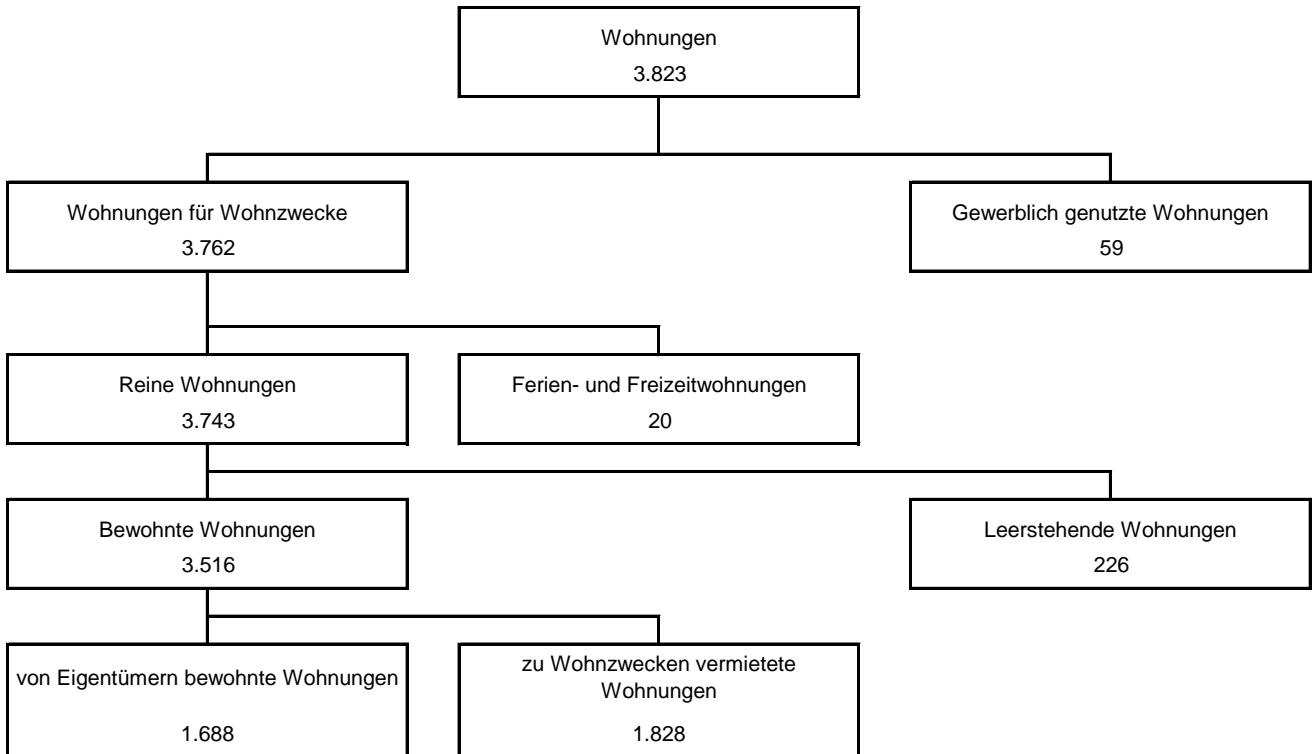 Wohnungen
3.823
Wohnungen für Wohnzwecke
3.762
Gewerblich genutzte Wohnungen
59
Reine Wohnungen
3.743
Ferien- und Freizeitwohnungen
20
Bewohnte Wohnungen
3.516
Leerstehende Wohnungen
226
von Eigentümern bewohnte Wohnungen
1.688
zu Wohnzwecken vermietete
Wohnungen
1.828